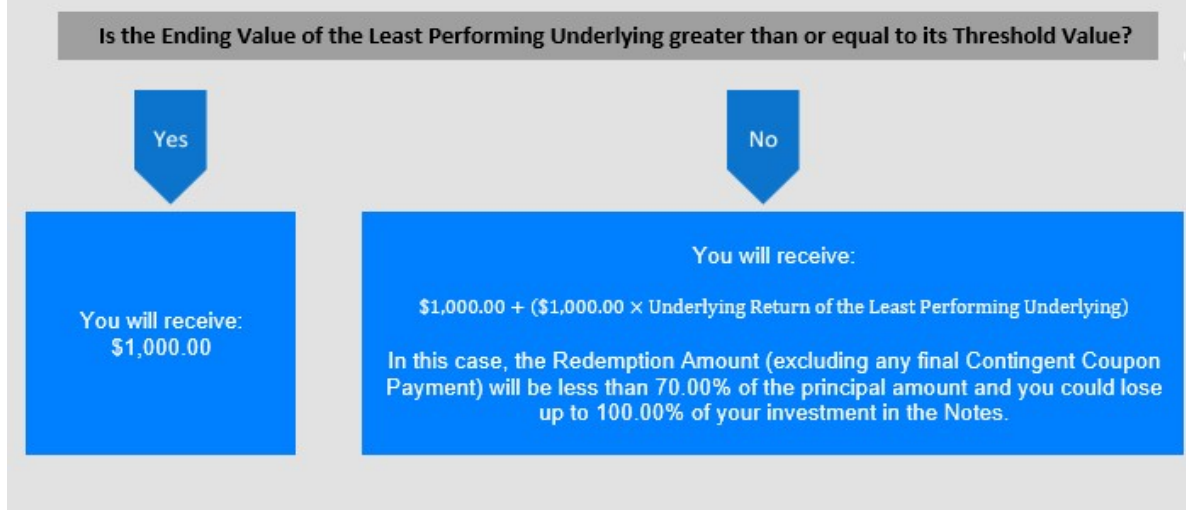 Is the Ending Value of the Least Performing Underlying greater than or equal to its Threshold Value?
Yes
No
You will receive:
$1,000.00
You will receive:
$1,000.00 + ($1,000.00 × Underlying Return of the Least Performing Underlying)
In this case, the Redemption Amount (excluding any final Contingent Coupon
Payment) will be less than 70.00% of the principal amount and you could lose
up to 100.00% of your investment in the Notes.